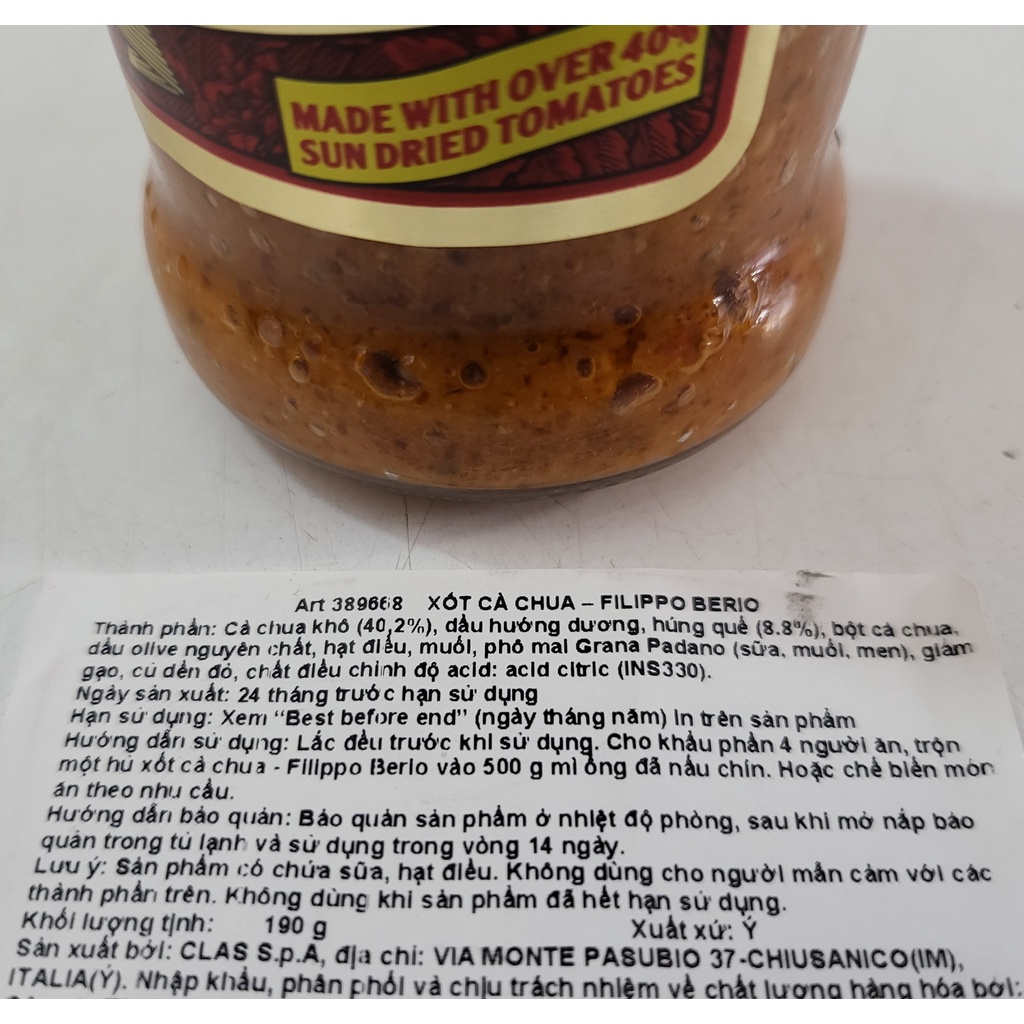 MADE WITH OVER 40%
SUN DRIED TOMATOES
Art 389668 XỐT CÀ CHUA – FILIPPO BERIO
Thành phần: Cà chua khô (40,2%), dầu hướng dương, húng quế (8.8%), bột cà chua,
dầu olive nguyên chất, hạt điều, muối, phô mai Grana Padano (sữa, muối, men), giấm
gạo, củ dền đỏ, chất điều chỉnh độ acid: acid citric (INS330).
Ngày sản xuất: 24 tháng trước hạn sử dụng
Hạn sử dụng: Xem “Best before end” (ngày tháng năm) in trên sản phẩm
Hướng dẫn sử dụng: Lắc đều trước khi sử dụng. Cho khẩu phần 4 người ăn, trộn
một hủ xốt cà chua - Filippo Berio vào 500 g mì ống đã nấu chín. Hoặc chế biến món
ăn theo nhu cầu.
Hướng dẫn bảo quản: Bảo quản sản phẩm ở nhiệt độ phòng, sau khi mở nắp bảo
quản trong tủ lạnh và sử dụng trong vòng 14 ngày.
Lưu ý: Sản phẩm có chứa sữa, hạt điều. Không dùng cho người mẫn cảm với các
thành phần trên. Không dùng khi sản phẩm đã hết hạn sử dụng.
Khối lượng tịnh: 190 g Xuất xứ: Ý
Sản xuất bởi: CLAS S.p.A, địa chỉ: VIA MONTE PASUBIO 37-CHIUSANICO(IM),
ITALIA(Ý). Nhập khẩu, phân phối và chịu trách nhiệm về chất lượng hàng hóa bởi: